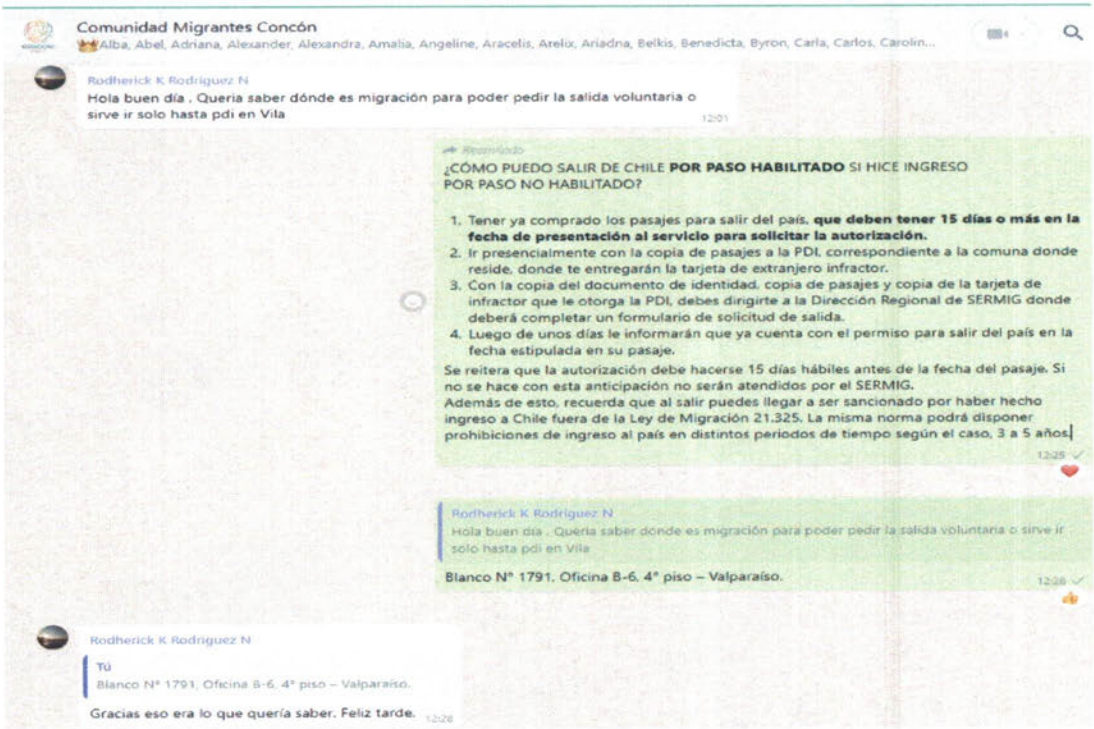 Comunidad Migrantes Concón
Alba, Abel, Adriana, Alexander, Alexandra, Amalia, Angeline, Aracelis, Arelix, Ariadna, Belkis, Benedicta, Byron, Carla, Carlos, Carolin...
Rodherick K Rodriguez N
Hola buen día . Queria saber dónde es migración para poder pedir la salida voluntaria o
sirve ir solo hasta pdi en Vila
12:01
Reenviado
¿CÓMO PUEDO SALIR DE CHILE POR PASO HABILITADO SI HICE INGRESO
POR PASO NO HABILITADO?
1. Tener ya comprado los pasajes para salir del país, que deben tener 15 días o más en la
fecha de presentación al servicio para solicitar la autorización.
2. Ir presencialmente con la copia de pasajes a la PDI, correspondiente a la comuna donde
reside, donde te entregarán la tarjeta de extranjero infractor.
3. Con la copia del documento de identidad, copia de pasajes y copia de la tarjeta de
infractor que le otorga la PDI, debes dirigirte a la Dirección Regional de SERMIG donde
deberá completar un formulario de solicitud de salida.
4. Luego de unos días le informarán que ya cuenta con el permiso para salir del país en la
fecha estipulada en su pasaje.
Se reitera que la autorización debe hacerse 15 días hábiles antes de la fecha del pasaje. Si
no se hace con esta anticipación no serán atendidos por el SERMIG.
Además de esto, recuerda que al salir puedes llegar a ser sancionado por haber hecho
ingreso a Chile fuera de la Ley de Migración 21.325. La misma norma podrá disponer
prohibiciones de ingreso al país en distintos periodos de tiempo según el caso, 3 a 5 años
12:25
Rodherick K Rodriguez N
Hola buen día . Queria saber dónde es migración para poder pedir la salida voluntaria o sirve ir
solo hasta pdi en Vila
Blanco N° 1791, Oficina B-6, 4° piso – Valparaíso.
12:26
Rodherick K Rodriguez N
Tú
Blanco N° 1791, Oficina B-6, 4° piso – Valparaíso.
Gracias eso era lo que quería saber. Feliz tarde.
12:28